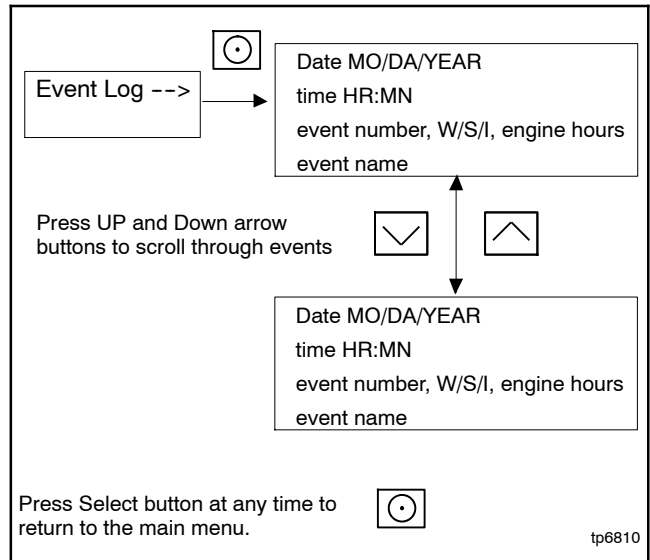 Event Log -->
Date MO/DA/YEAR
time HR:MN
event number, W/S/I, engine hours
event name
Press UP and Down arrow
buttons to scroll through events
Date MO/DA/YEAR
time HR:MN
event number, W/S/I, engine hours
event name
Press Select button at any time to
return to the main menu.
tp6810